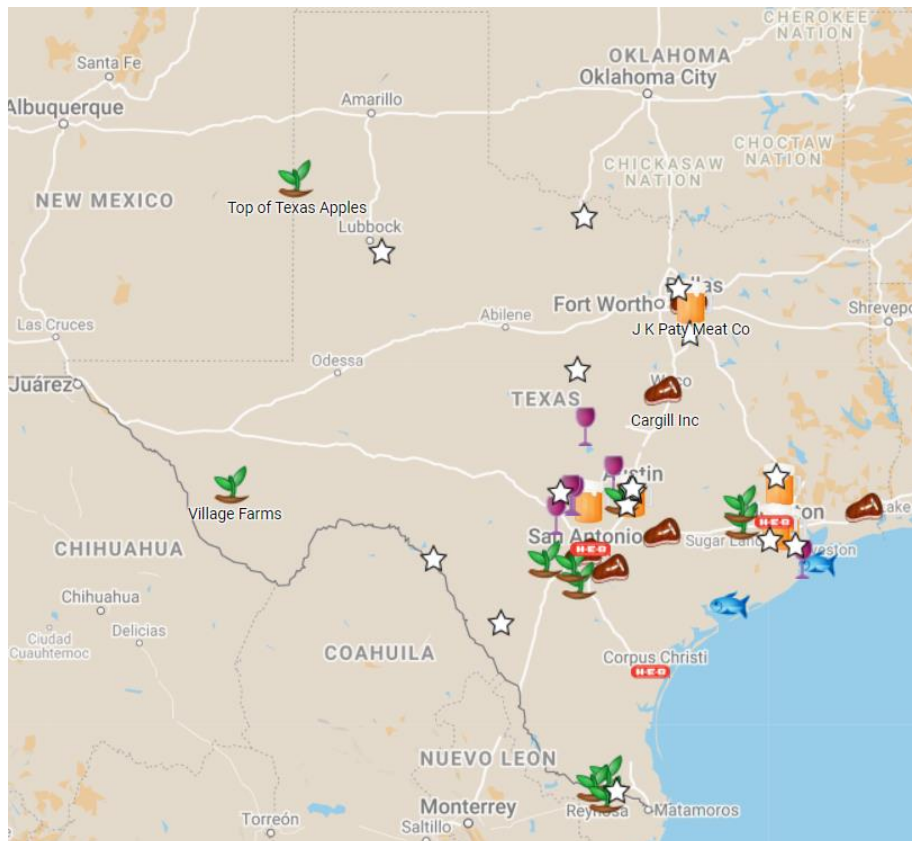 CHEROKEE
NATION
OKLAHOMA
Oklahoma City
Santa Fe
Albuquerque
Amarillo
CHOCTAW
NATION
CHICKASAW
NATION
NEW MEXICO
Top of Texas Apples
Lubbock
Fort Worth
Abilene
Las Cruces
J K Paty Meat Co
Odessa
Juárez
TEXAS
Cargill Inc
Austin
Village Farms
San Antonio
H-E-B
Sugar Land
H-E-B
CHIHUAHUA
Chihuahua
Delicias
Ciudad
Cuauhtemoc
COAHUILA
Corpus Christi
H-E-B
NUEVO LEON
Monterrey
Reynosa
Matamoros
Torreón
Saltillo